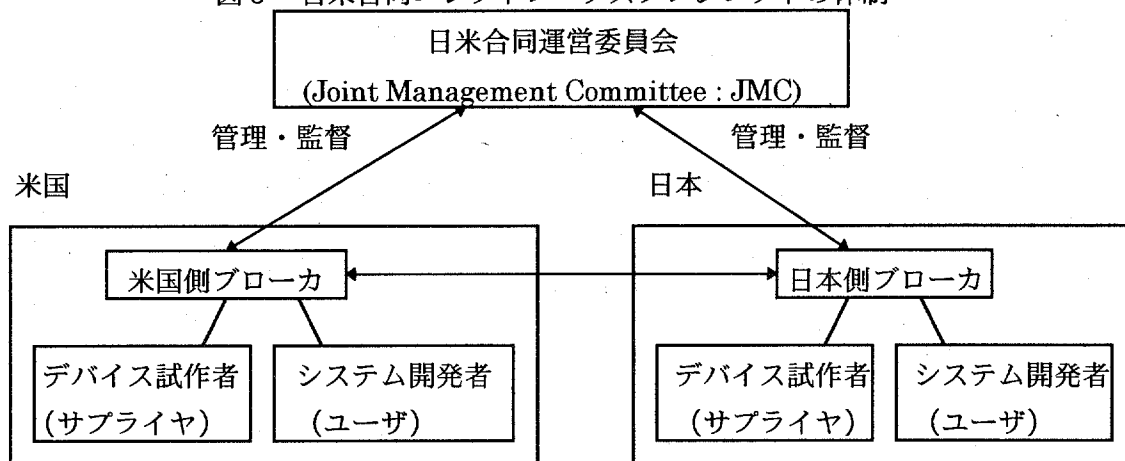 日米合同運営委員会
(Joint Management Committee : JMC)
管理・監督
管理・監督
米国
日本
米国側ブローカ
日本側ブローカ
デバイス試作者
(サプライヤ)
システム開発者
(ユーザ)
デバイス試作者
(サプライヤ)
システム開発者
(ユーザ)